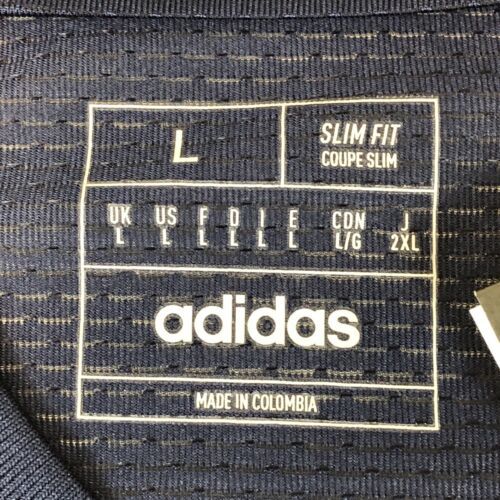 L
SLIM FIT
COUPE SLIM
UK US F D I E CDN J
L L L L L L L/G 2XL
adidas
MADE IN COLOMBIA